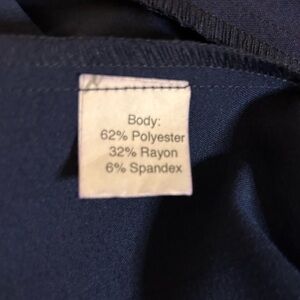 Body:
62% Polyester
32% Rayon
6% Spandex